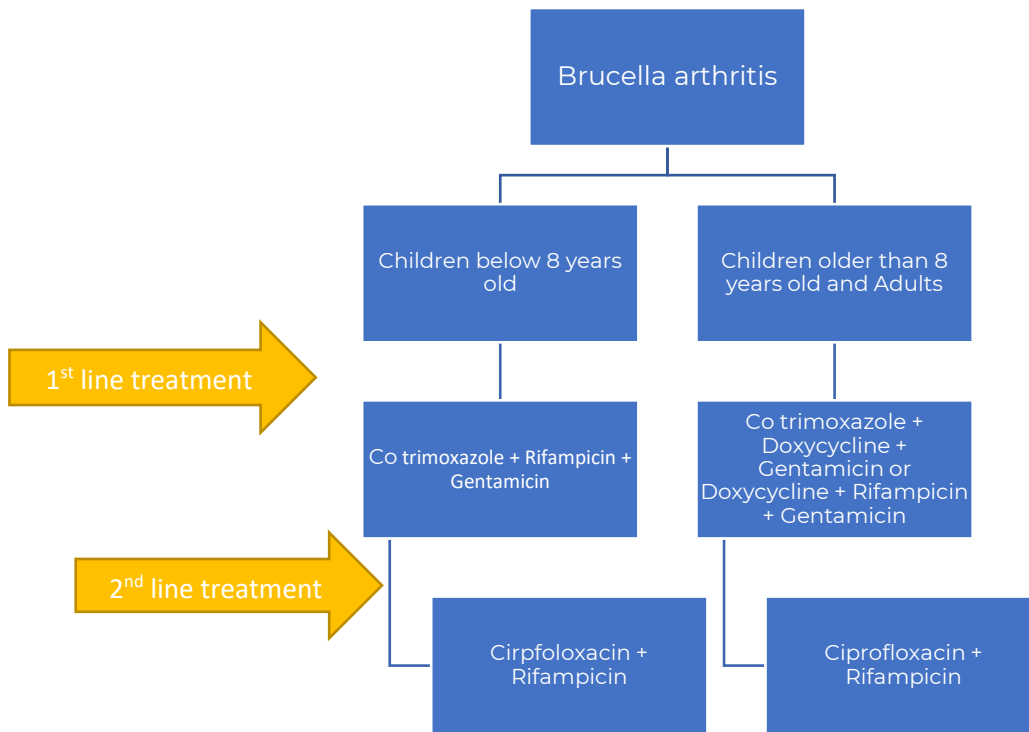 Brucella arthritis
Children below 8 years
old
Children older than 8
years old and Adults
1st line treatment
Co trimoxazole + Rifampicin +
Gentamicin
Co trimoxazole +
Doxycycline +
Gentamicin or
Doxycycline + Rifampicin
+ Gentamicin
2nd line treatment
Cirpfoloxacin +
Rifampicin
Ciprofloxacin +
Rifampicin